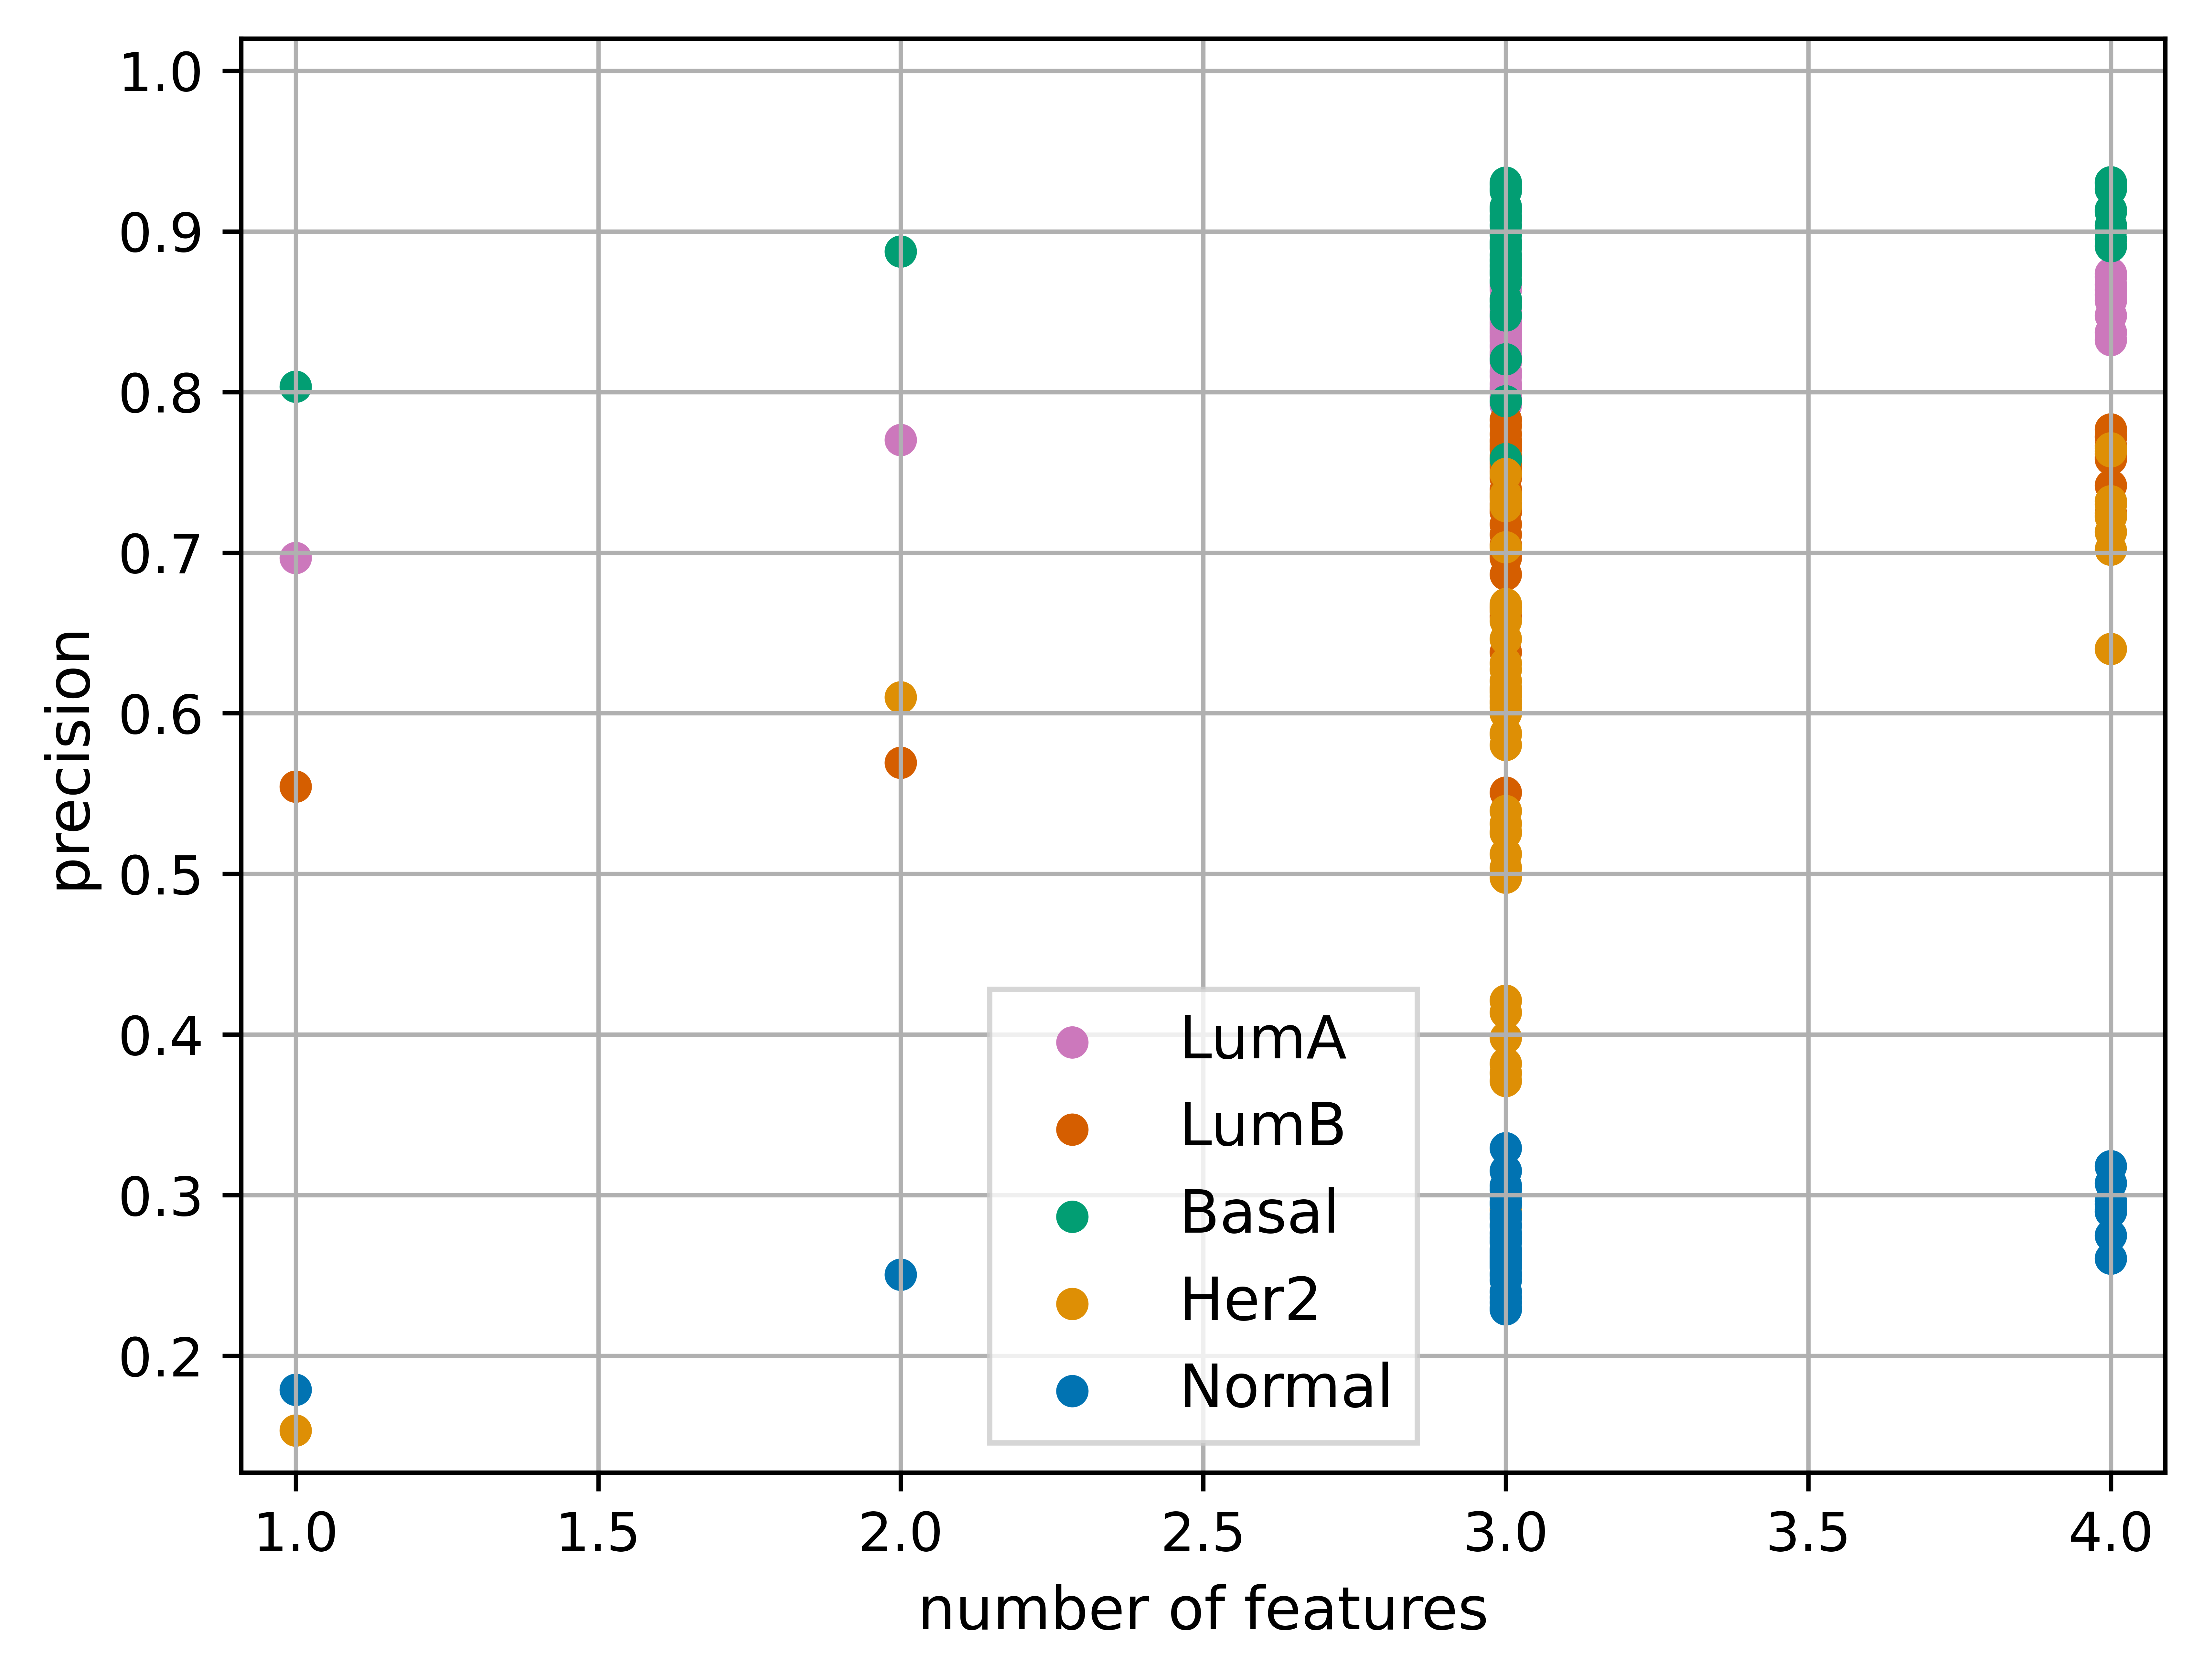 1.0
0.9
0.8
0.7
0.6
0.5
0.4
0.3
0.2
precision
LumA
LumB
Basal
Her2
Normal
1.0 1.5 2.0 2.5 3.0 3.5 4.0
number of features